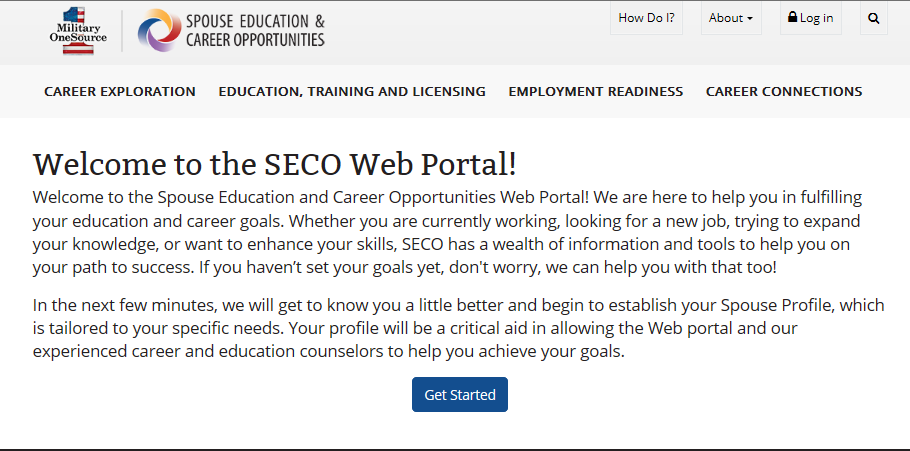 1
Military
OneSource
SPOUSE EDUCATION &
CAREER OPPORTUNITIES
How Do I?
About
Log in
CAREER EXPLORATION
EDUCATION, TRAINING AND LICENSING
EMPLOYMENT READINESS
CAREER CONNECTIONS
Welcome to the SECO Web Portal!
Welcome to the Spouse Education and Career Opportunities Web Portal! We are here to help you in fulfilling
your education and career goals. Whether you are currently working, looking for a new job, trying to expand
your knowledge, or want to enhance your skills, SECO has a wealth of information and tools to help you on
your path to success. If you haven’t set your goals yet, don't worry, we can help you with that too!
In the next few minutes, we will get to know you a little better and begin to establish your Spouse Profile, which
is tailored to your specific needs. Your profile will be a critical aid in allowing the Web portal and our
experienced career and education counselors to help you achieve your goals.
Get Started